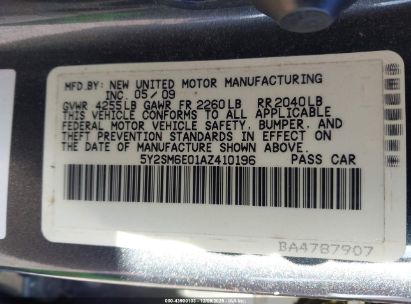 MFD.BY: NEW UNITED MOTOR MANUFACTURING
INC. 05/09
GVWR 4255LB GAWR FR 2260LB RR 2040LB
THIS VEHICLE CONFORMS TO ALL APPLICABLE
FEDERAL MOTOR VEHICLE SAFETY, BUMPER, AND
THEFT PREVENTION STANDARDS IN EFFECT ON
THE DATE OF MANUFACTURE SHOWN ABOVE.
5Y2SM6E01AZ410196 PASS CAR
BA4787907